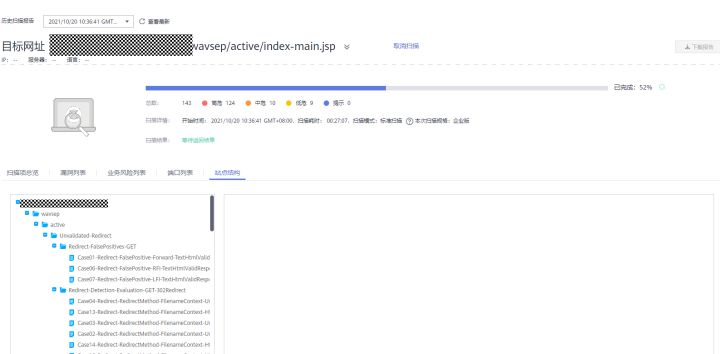 历史扫描报告 2021/10/20 10:36:41 GMT... 查看最新
目标网址 wavsep/active/index-main.jsp 取消扫描 下载报告
IP： -- 服务器： -- 语言： --
已完成：52%
总数： 143 高危 124 中危 10 低危 9 提示 0
扫描详情： 开始时间： 2021/10/20 10:36:41 GMT+08:00, 扫描耗时： 00:27:07, 扫描模式： 标准扫描 本次扫描规格： 企业版
扫描结果： 等待返回结果
扫描项总览 漏洞列表 业务风险列表 端口列表 站点结构
wavsep
active
Unvalidated-Redirect
Redirect-FalsePositives-GET
Case01-Redirect-FalsePositive-Forward-TextHtmlValid
Case06-Redirect-FalsePositive-RFI-TextHtmlValidRespo
Case07-Redirect-FalsePositive-LFI-TextHtmlValidRespo
Redirect-Detection-Evaluation-GET-302Redirect
Case04-Redirect-RedirectMethod-FilenameContext-Ur
Case13-Redirect-RedirectMethod-FilenameContext-Ht
Case03-Redirect-RedirectMethod-FilenameContext-Ur
Case02-Redirect-RedirectMethod-FilenameContext-Ur
Case14-Redirect-RedirectMethod-FilenameContext-Ht